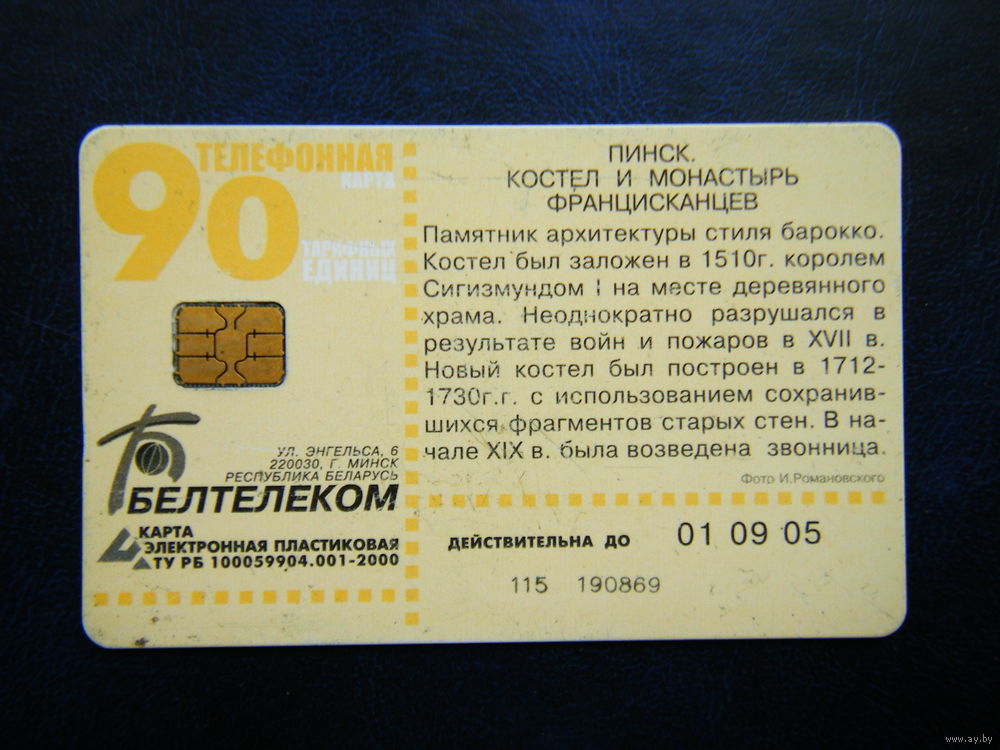 90
ТЕЛЕФОННАЯ
КАРТА
ТАРИФНЫХ
ЕДИНИЦ
УЛ. ЭНГЕЛЬСА, 6
220030, Г. МИНСК
РЕСПУБЛИКА БЕЛАРУСЬ
БЕЛТЕЛЕКОМ
КАРТА
ЭЛЕКТРОННАЯ ПЛАСТИКОВАЯ
ТУ РБ 100059904.001-2000
ПИНСК.
КОСТЕЛ И МОНАСТЫРЬ
ФРАНЦИСКАНЦЕВ
Памятник архитектуры стиля барокко.
Костел был заложен в 1510г. королем
Сигизмундом I на месте деревянного
храма. Неоднократно разрушался в
результате войн и пожаров в XVII в.
Новый костел был построен в 1712-
1730г.г. с использованием сохранив-
шихся фрагментов старых стен. В на-
чале XIX в. была возведена звонница.
Фото И.Романовского
ДЕЙСТВИТЕЛЬНА ДО 01 09 05
115 190869
www.ay.by